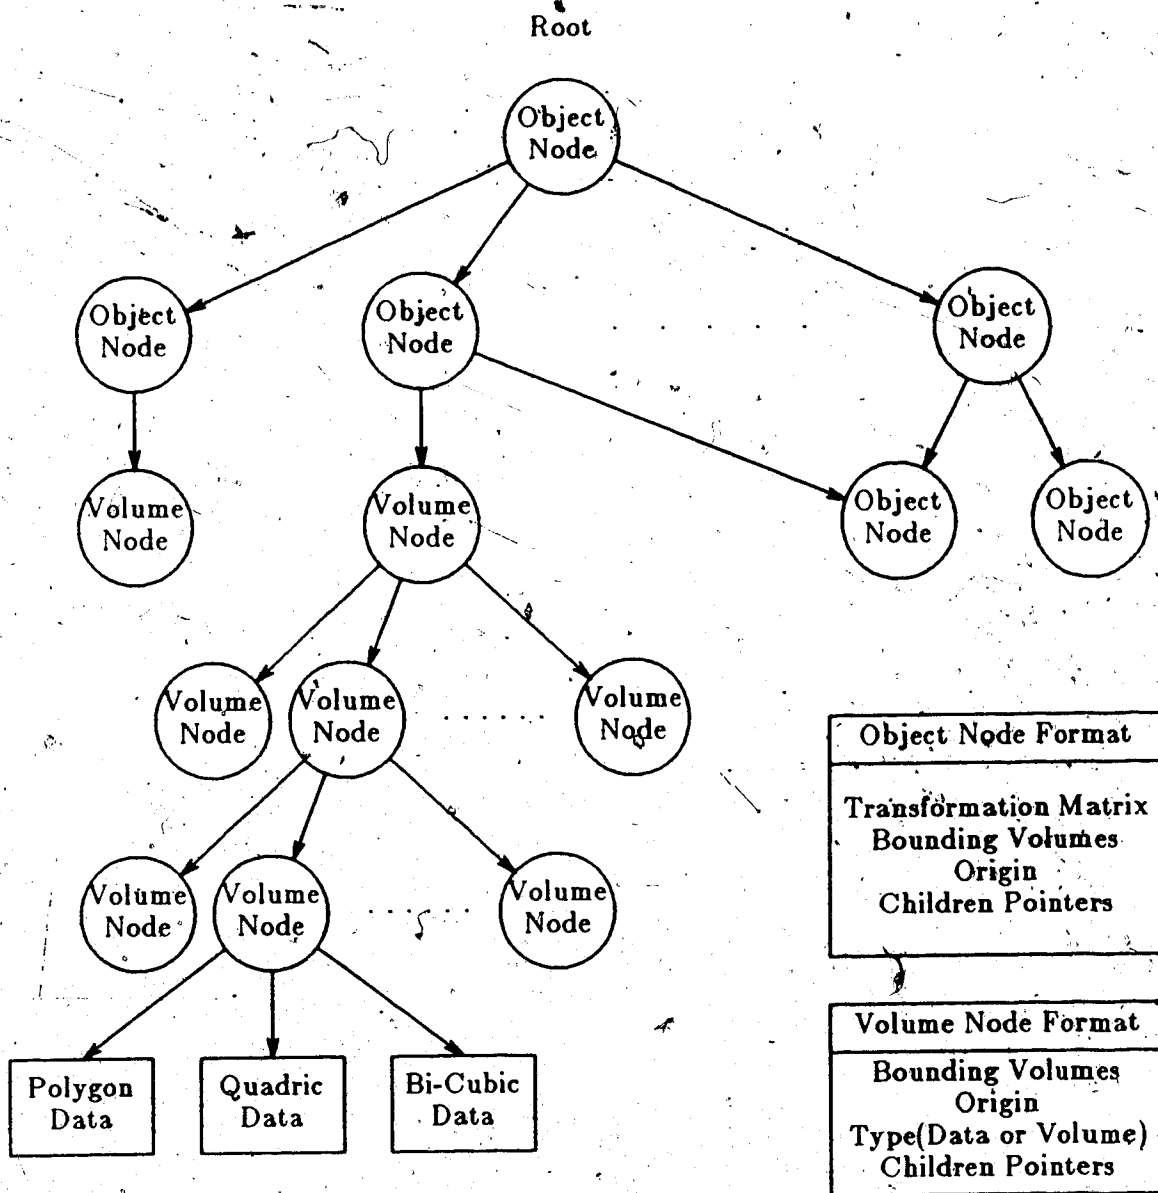 Root
Object
Node
Object
Node
Object
Node
Object
Node
Volume
Node
Volume
Node
Object
Node
Object
Node
Volume
Node
Volume
Node
Volume
Node
Volume
Node
Volume
Node
Volume
Node
Polygon
Data
Quadric
Data
Bi-Cubic
Data
Object Node Format
Transformation Matrix
Bounding Volumes
Origin
Children Pointers
Volume Node Format
Bounding Volumes
Origin
Type(Data or Volume)
Children Pointers